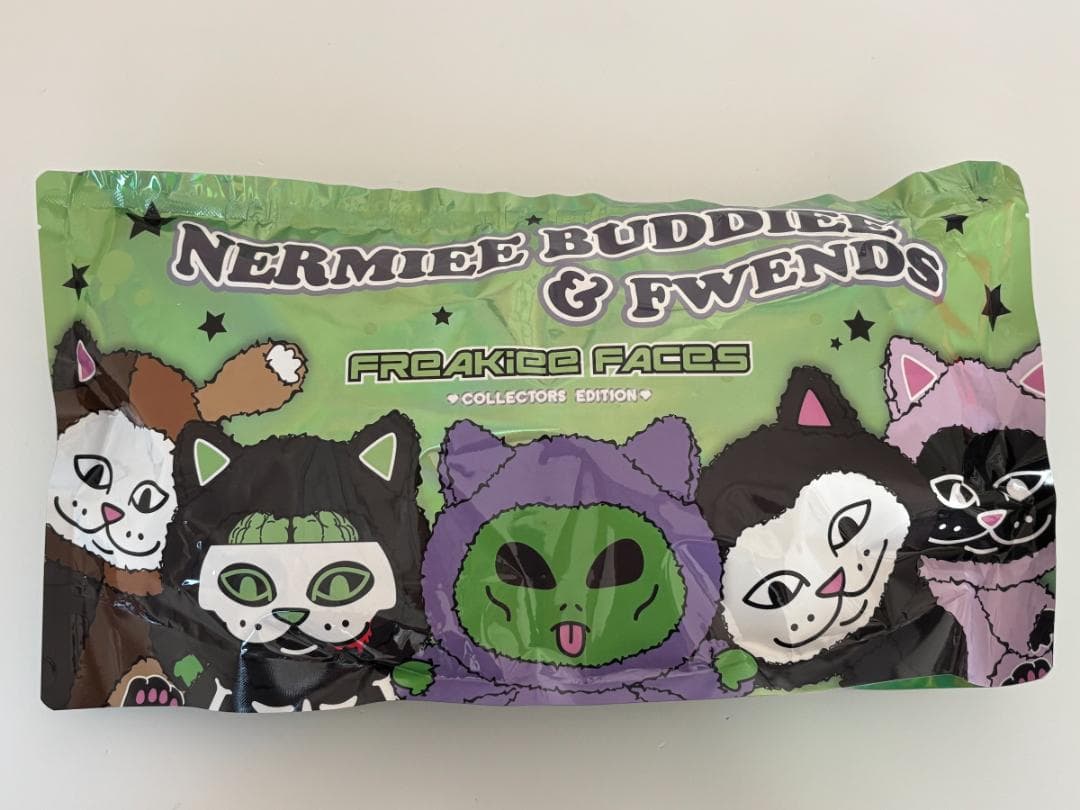 NERMIEE BUDDIEE
& FWENDS
FREAKiEE FACES
COLLECTORS EDITION